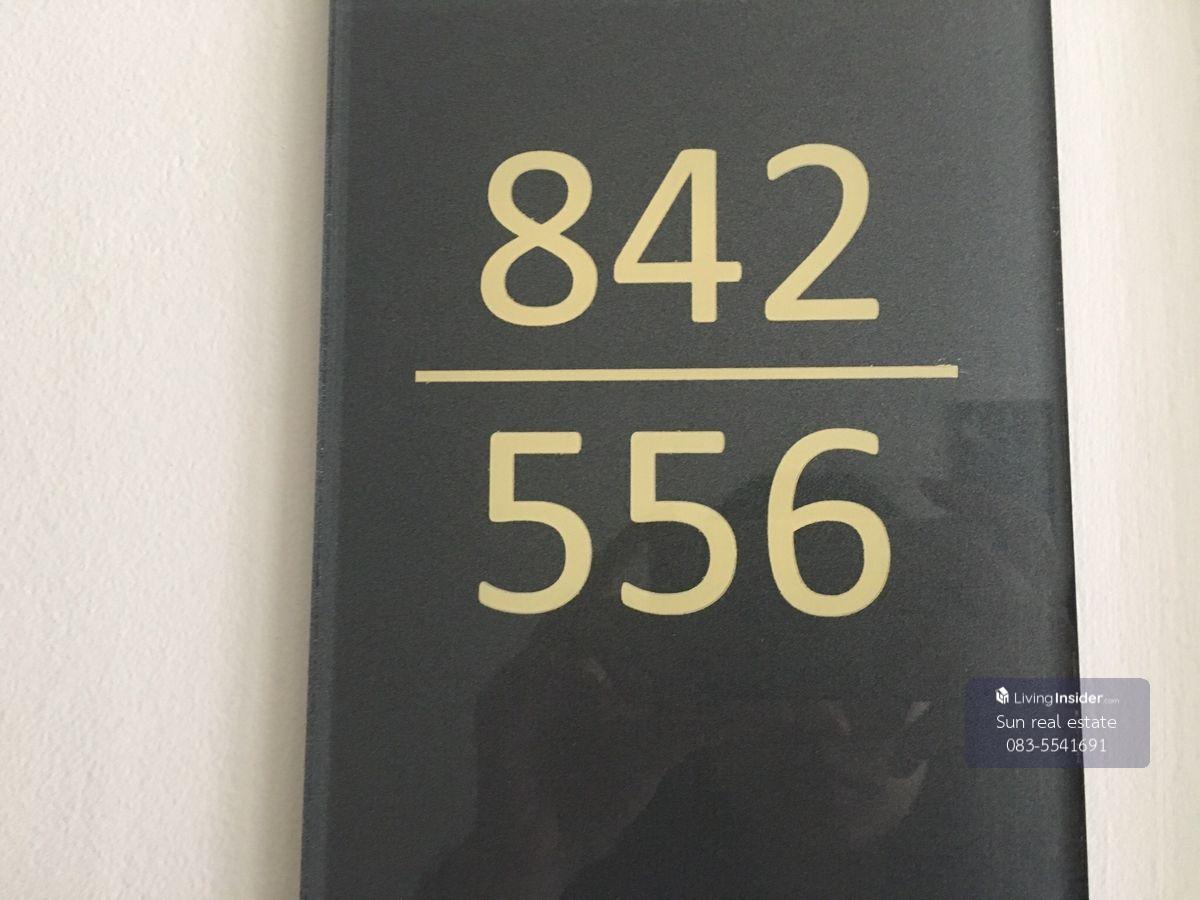 842
556
LivingInsider.com
Sun real estate
083-5541691